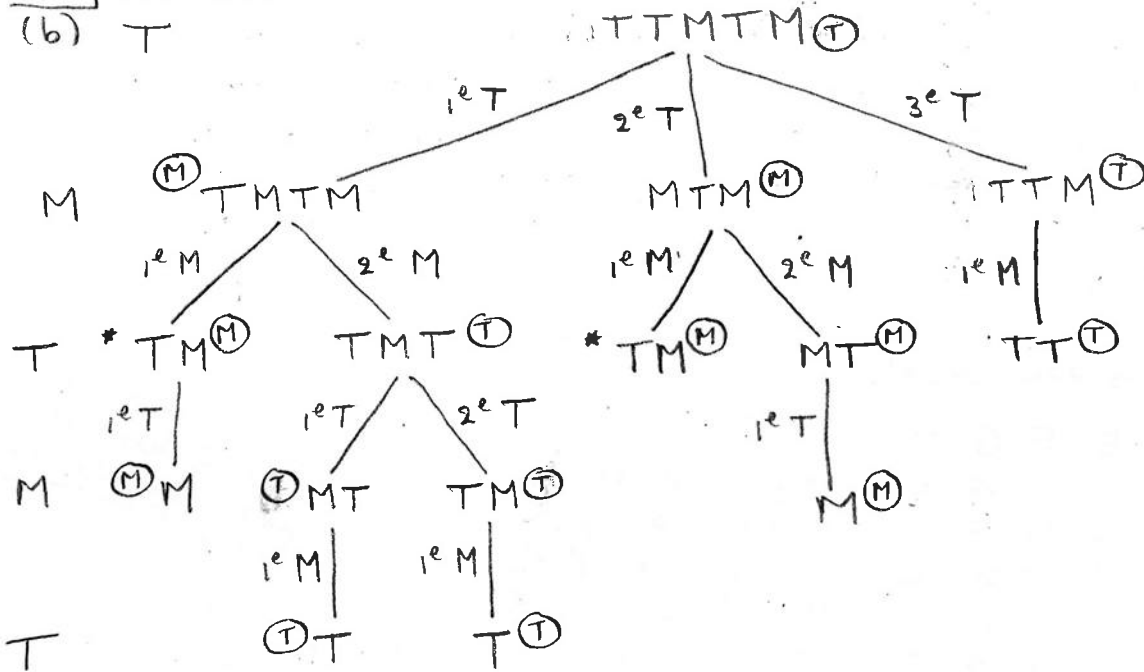 (b) T TTMTM(T)
1e T 2e T 3e T
M (M) TMTM MTM(M) TTM(T)
1e M 2e M 1e M 2e M 1e M
T * TM(M) TMT(T) * TM(M) MT(M) TT(T)
1e T 1e T 2e T 1e T
M (M)M (T)MT TM(T) M(M)
1e M 1e M
T (T)T T(T)